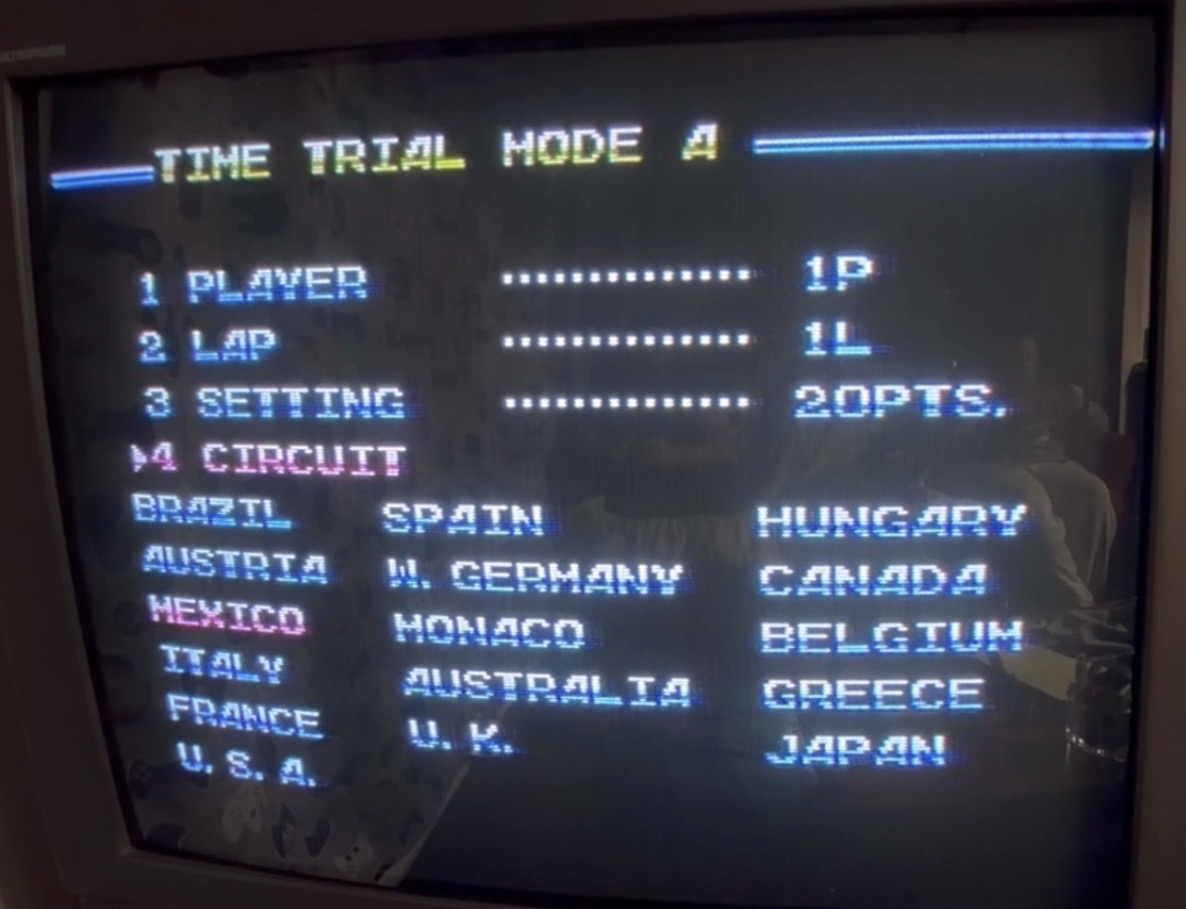 TIME TRIAL MODE A
1 PLAYER .............. 1P
2 LAP .............. 1L
3 SETTING .............. 20PTS.
▶4 CIRCUIT
BRAZIL SPAIN HUNGARY
AUSTRIA W. GERMANY CANADA
MEXICO MONACO BELGIUM
ITALY AUSTRALIA GREECE
FRANCE U.K. JAPAN
U.S.A.